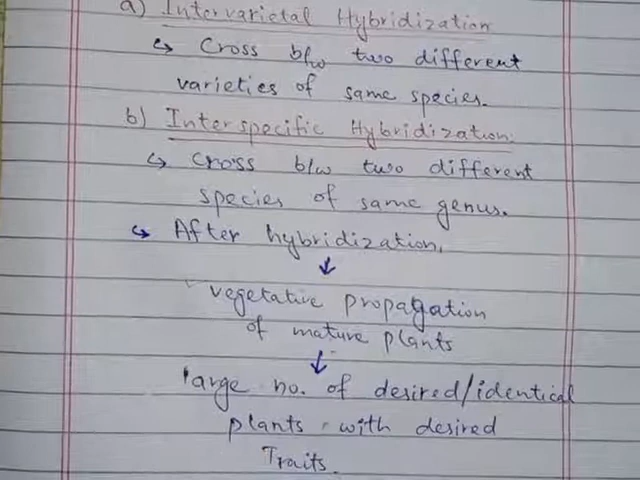 a) Intervarietal Hybridization
↳ Cross b/w two different
varieties of same species.
b) Interspecific Hybridization.
↳ Cross b/w two different
species of same genus.
↳ After hybridization,
↓
vegetative propagation
of mature plants
↓
large no. of desired/identical
plants with desired
Traits.